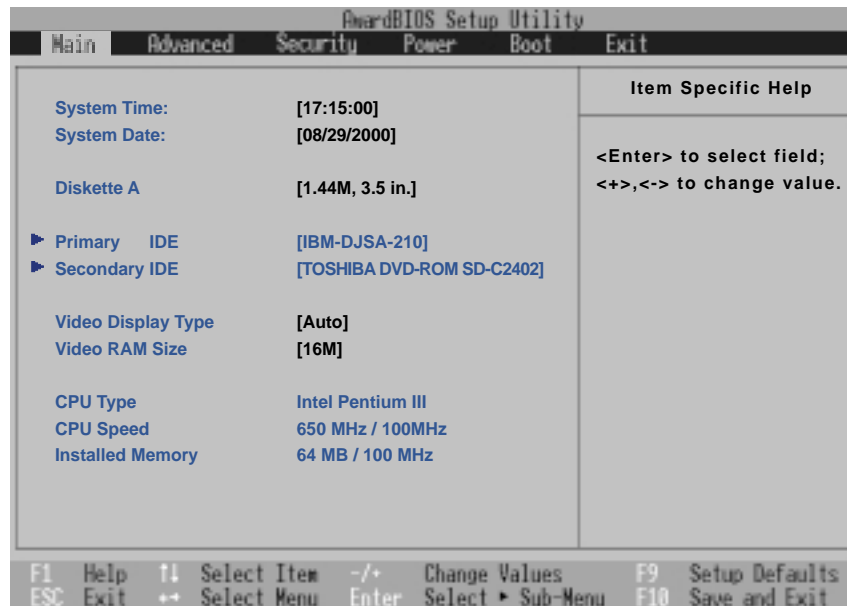 AwardBIOS Setup Utility
Main Advanced Security Power Boot Exit
Item Specific Help
System Time: [17:15:00]
System Date: [08/29/2000]
<Enter> to select field;
<+>,<-> to change value.
Diskette A [1.44M, 3.5 in.]
Primary IDE [IBM-DJSA-210]
Secondary IDE [TOSHIBA DVD-ROM SD-C2402]
Video Display Type [Auto]
Video RAM Size [16M]
CPU Type Intel Pentium III
CPU Speed 650 MHz / 100MHz
Installed Memory 64 MB / 100 MHz
F1 Help ↑↓ Select Item -/+ Change Values F9 Setup Defaults
ESC Exit ←→ Select Menu Enter Select ► Sub-Menu F10 Save and Exit